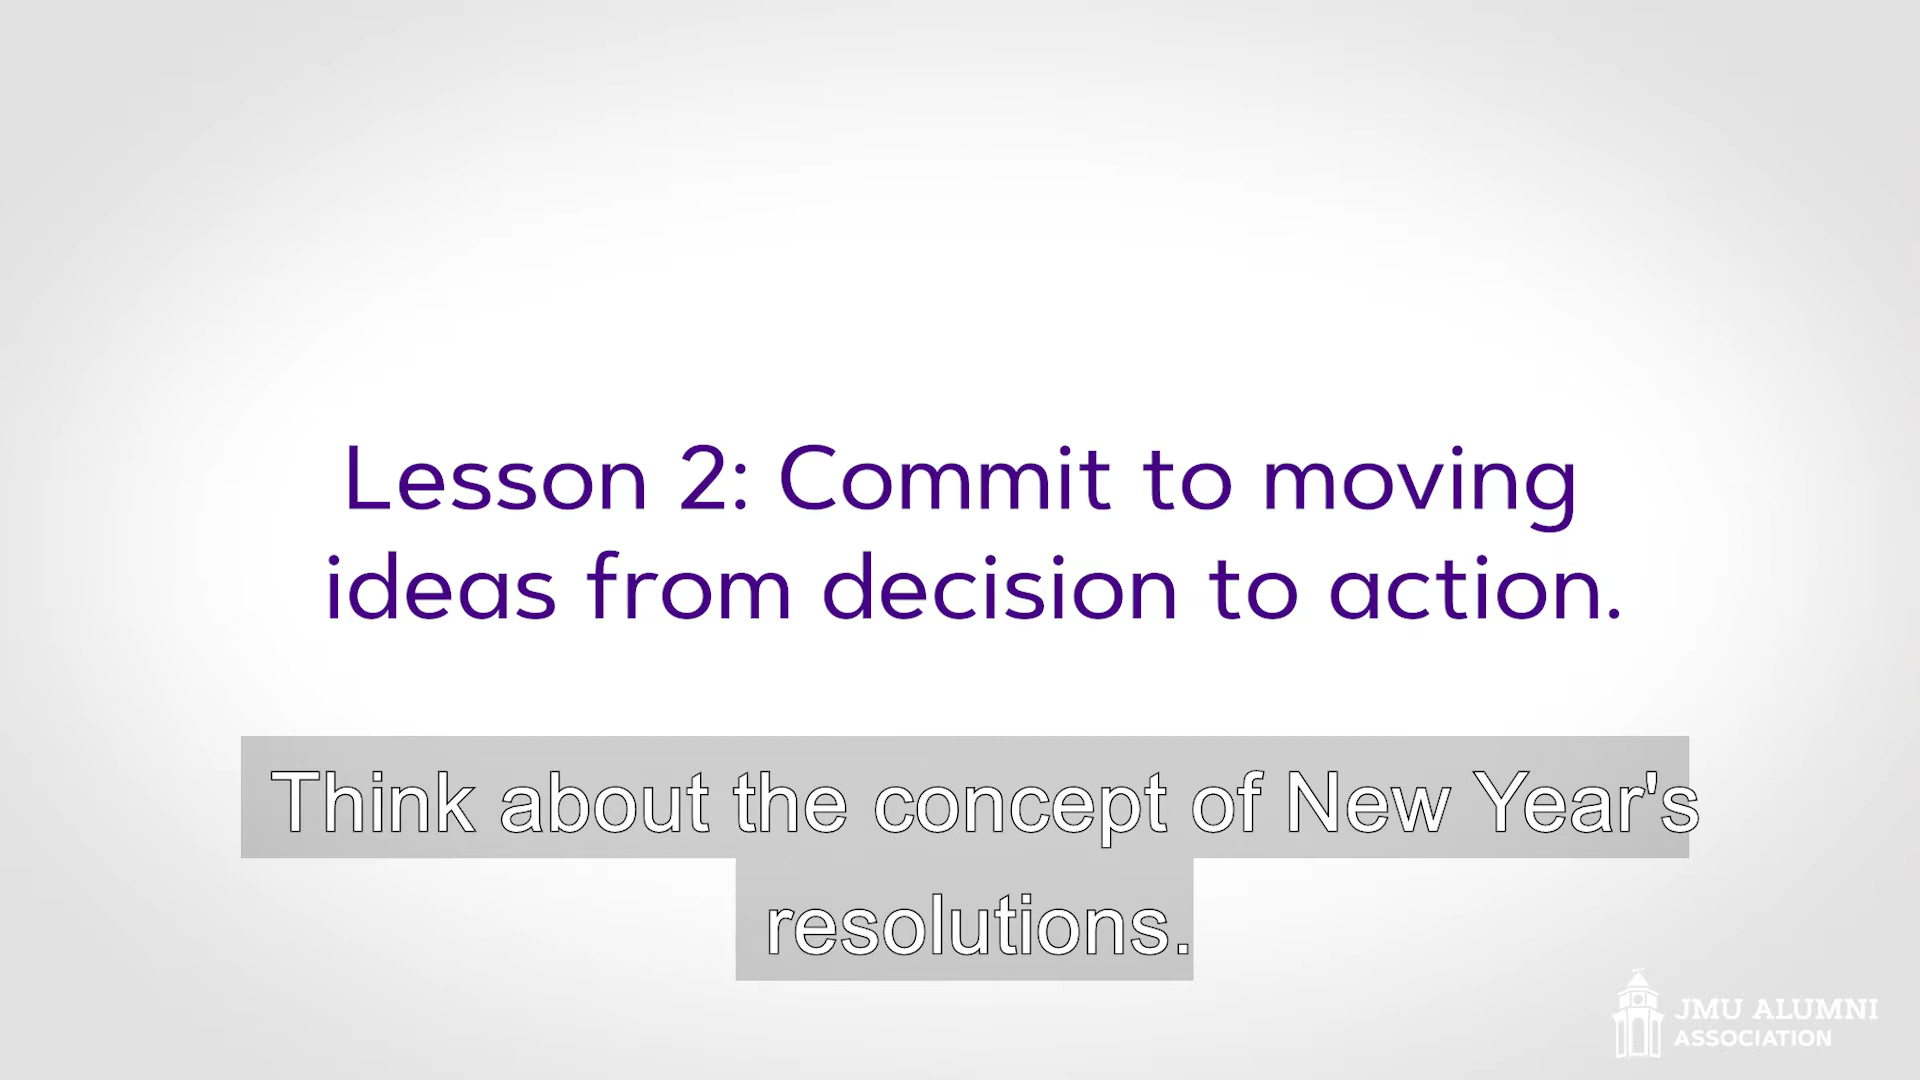 Lesson 2: Commit to moving
ideas from decision to action.
Think about the concept of New Year's
resolutions.
JMU ALUMNI
ASSOCIATION